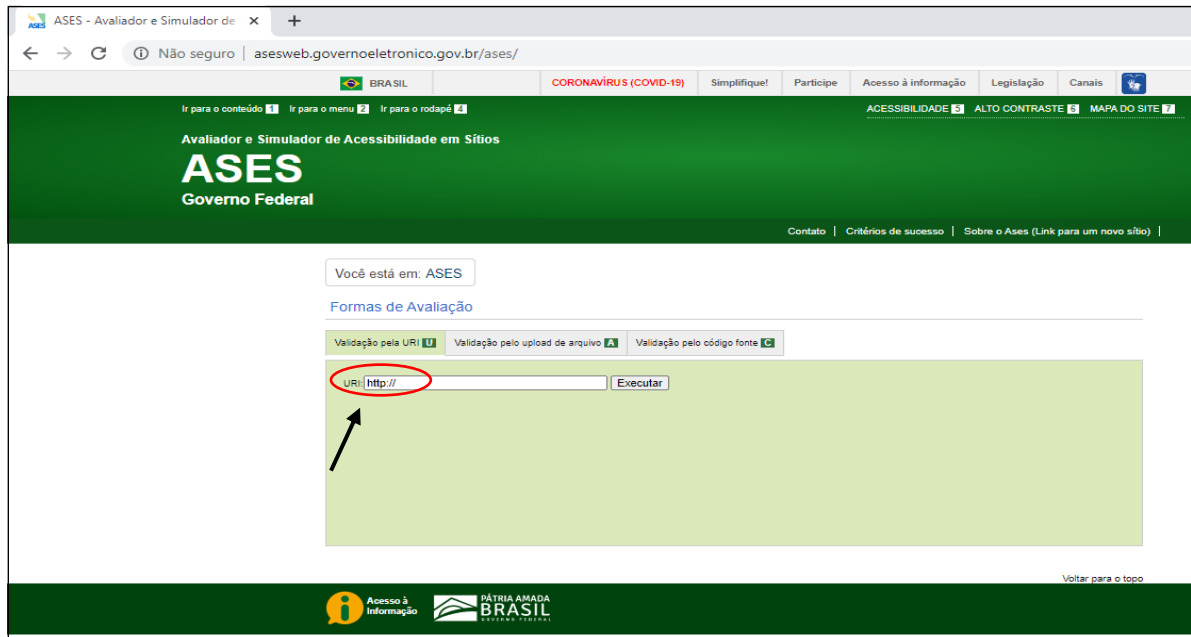 ASES
ASES - Avaliador e Simulador de
Não seguro | asesweb.governoeletronico.gov.br/ases/
BRASIL CORONAVÍRUS (COVID-19) Simplifique! Participe Acesso à informação Legislação Canais
Ir para o conteúdo 1 Ir para o menu 2 Ir para o rodapé 4 ACESSIBILIDADE 5 ALTO CONTRASTE 6 MAPA DO SITE 7
Avaliador e Simulador de Acessibilidade em Sítios
ASES
Governo Federal
Contato | Critérios de sucesso | Sobre o Ases (Link para um novo sítio) |
Você está em: ASES
Formas de Avaliação
Validação pela URI U Validação pelo upload de arquivo A Validação pelo código fonte C
URI: http:// Executar
Voltar para o topo
Acesso à
Informação
PÁTRIA AMADA
BRASIL
GOVERNO FEDERAL